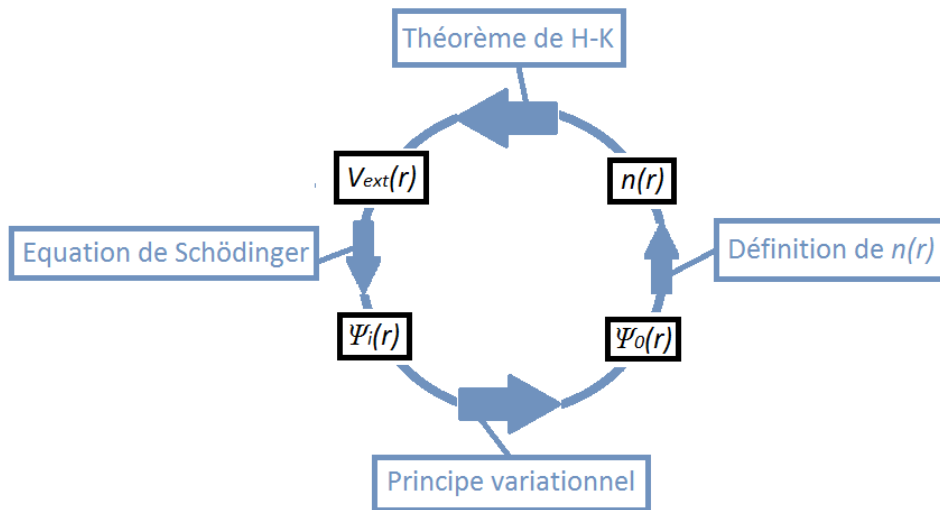 Théorème de H-K
Vext(r)
n(r)
Equation de Schödinger
Définition de n(r)
Ψi(r)
Ψ0(r)
Principe variationnel